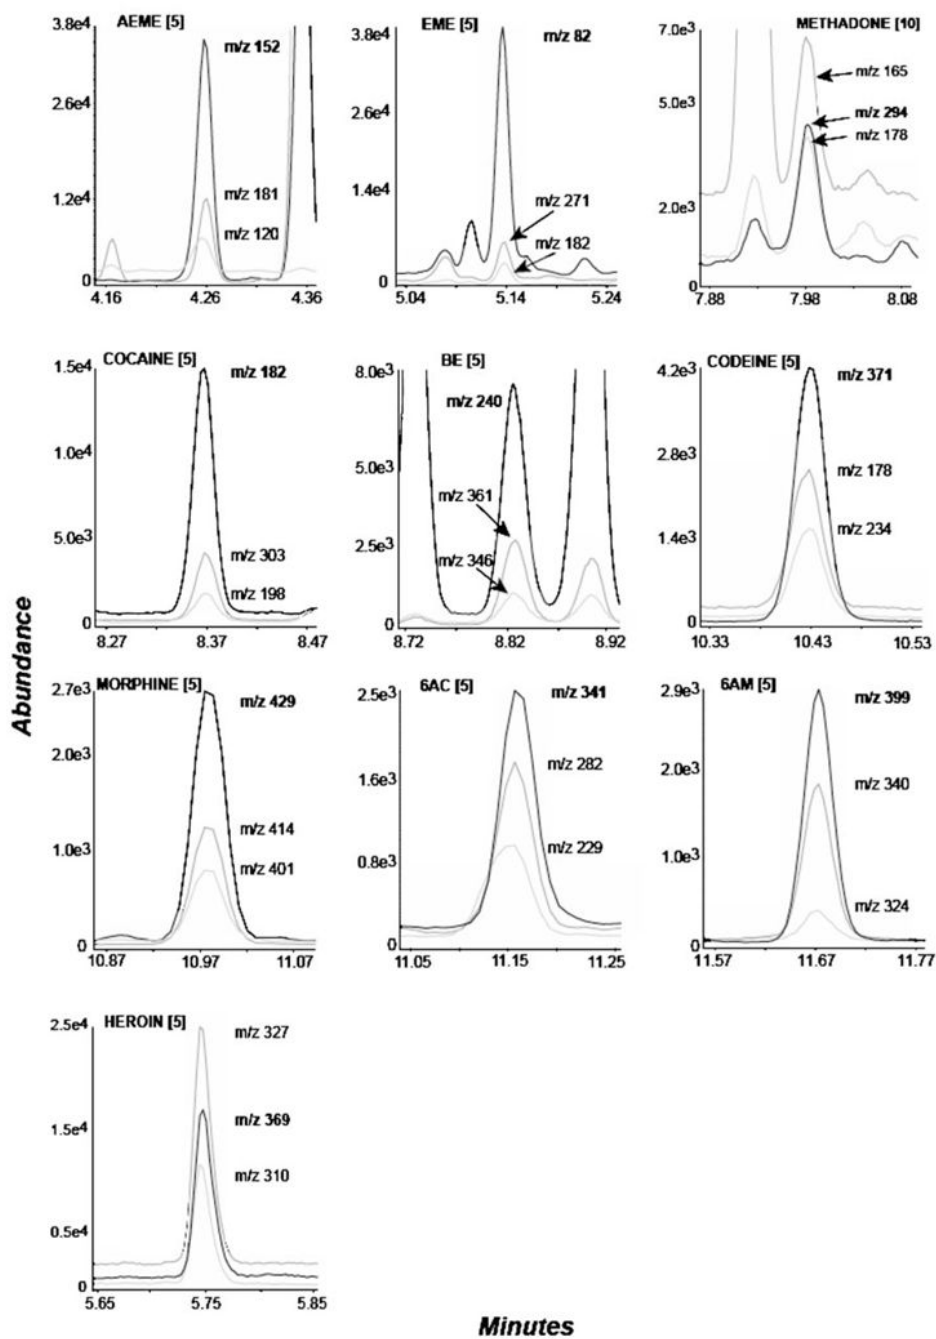 AEME [5]
3.8e4
m/z 152
2.6e4
1.2e4
m/z 181
m/z 120
0
4.16 4.26 4.36
EME [5]
3.8e4
m/z 82
2.6e4
1.4e4
m/z 271
m/z 182
0
5.04 5.14 5.24
METHADONE [10]
7.0e3
m/z 165
5.0e3
m/z 294
m/z 178
2.0e3
0
7.88 7.98 8.08
COCAINE [5]
1.5e4
m/z 182
1.0e4
5.0e3
m/z 303
m/z 198
0
8.27 8.37 8.47
BE [5]
8.0e3
m/z 240
5.0e3
m/z 361
2.5e3
m/z 346
0
8.72 8.82 8.92
CODEINE [5]
4.2e3
m/z 371
2.8e3
m/z 178
1.4e3
m/z 234
0
10.33 10.43 10.53
MORPHINE [5]
2.7e3
m/z 429
2.0e3
m/z 414
1.0e3
m/z 401
0
10.87 10.97 11.07
6AC [5]
2.5e3
m/z 341
m/z 282
1.6e3
m/z 229
0.8e3
0
11.05 11.15 11.25
6AM [5]
2.9e3
m/z 399
2.0e3
m/z 340
1.0e3
m/z 324
0
11.57 11.67 11.77
HEROIN [5]
2.5e4
m/z 327
1.5e4
m/z 369
m/z 310
0.5e4
0
5.65 5.75 5.85
Abundance
Minutes